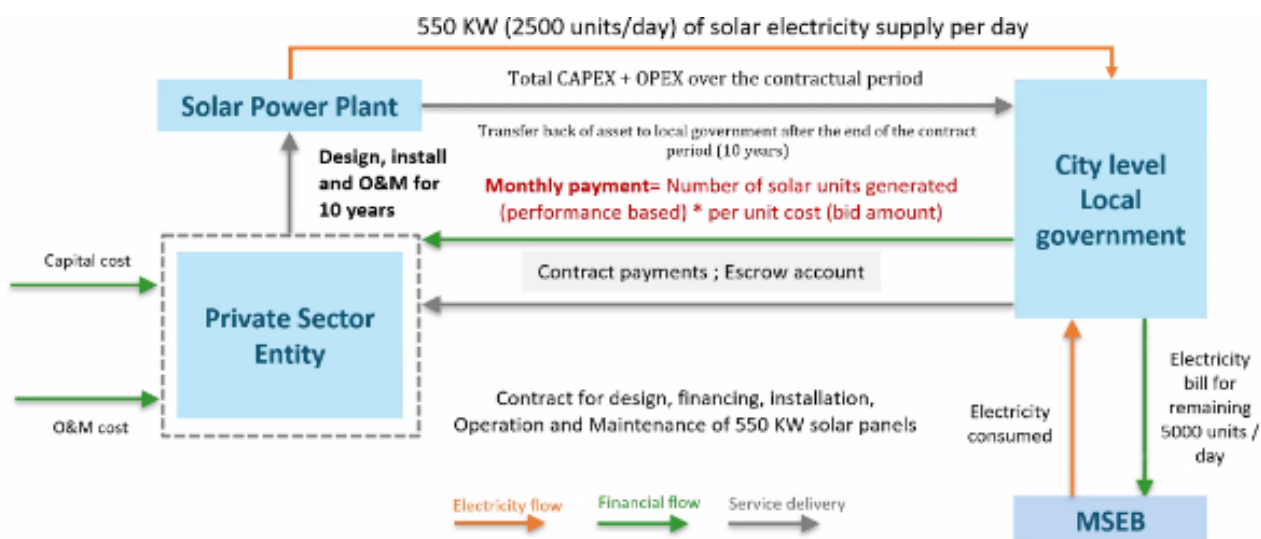 550 KW (2500 units/day) of solar electricity supply per day
Total CAPEX + OPEX over the contractual period
Solar Power Plant
Transfer back of asset to local government after the end of the contract
period (10 years)
Design, install
and O&M for
10 years
Monthly payment= Number of solar units generated
(performance based) * per unit cost (bid amount)
City level
Local
government
Capital cost
Contract payments ; Escrow account
Private Sector
Entity
O&M cost
Contract for design, financing, installation,
Operation and Maintenance of 550 KW solar panels
Electricity
consumed
Electricity
bill for
remaining
5000 units /
day
Electricity flow
Financial flow
Service delivery
MSEB